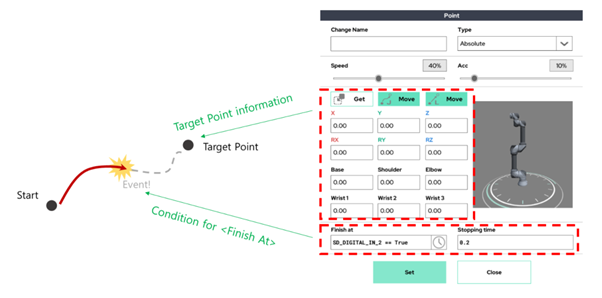 Point
Change Name
Type
Absolute
Speed
40%
Acc
10%
Get
Move
Move
X
Y
Z
0.00
0.00
0.00
RX
RY
RZ
0.00
0.00
0.00
Base
Shoulder
Elbow
0.00
0.00
0.00
Wrist 1
Wrist 2
Wrist 3
0.00
0.00
0.00
Finish at
Stopping time
SD_DIGITAL_IN_2 == True
0.2
Set
Close
Target Point information
Target Point
Event!
Start
Condition for <Finish At>